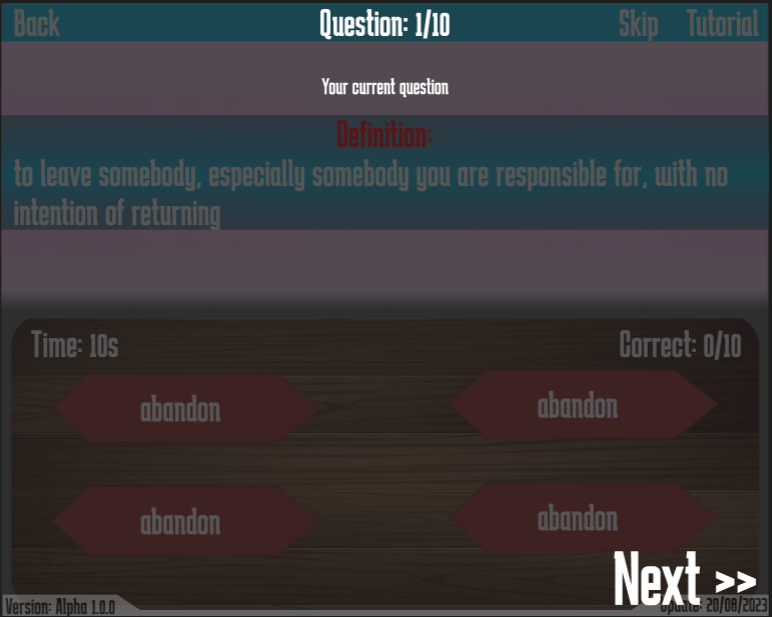 Back Question: 1/10 Skip Tutorial
Your current question
Definition:
to leave somebody, especially somebody you are responsible for, with no
intention of returning
Time: 10s Correct: 0/10
abandon abandon
abandon abandon
Next >>
Version: Alpha 1.0.0 Update: 20/08/2023